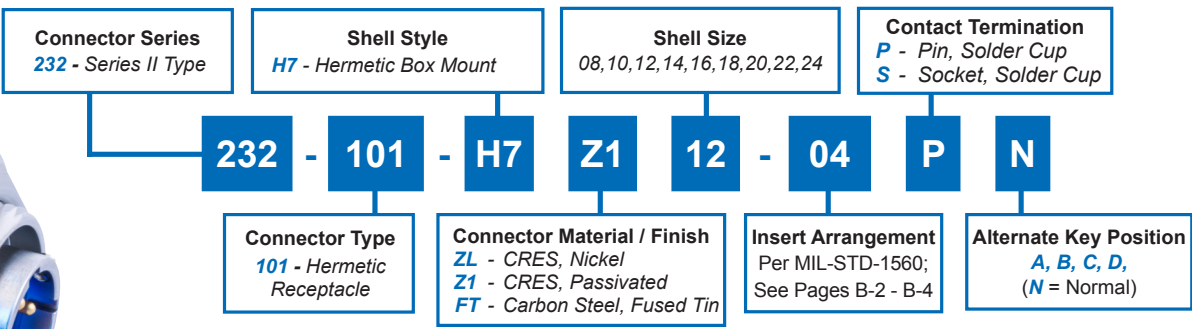 Connector Series
232 - Series II Type
Shell Style
H7 - Hermetic Box Mount
Shell Size
08,10,12,14,16,18,20,22,24
Contact Termination
P - Pin, Solder Cup
S - Socket, Solder Cup
232 - 101 - H7 Z1 12 - 04 P N
Connector Type
101 - Hermetic
Receptacle
Connector Material / Finish
ZL - CRES, Nickel
Z1 - CRES, Passivated
FT - Carbon Steel, Fused Tin
Insert Arrangement
Per MIL-STD-1560;
See Pages B-2 - B-4
Alternate Key Position
A, B, C, D,
(N = Normal)